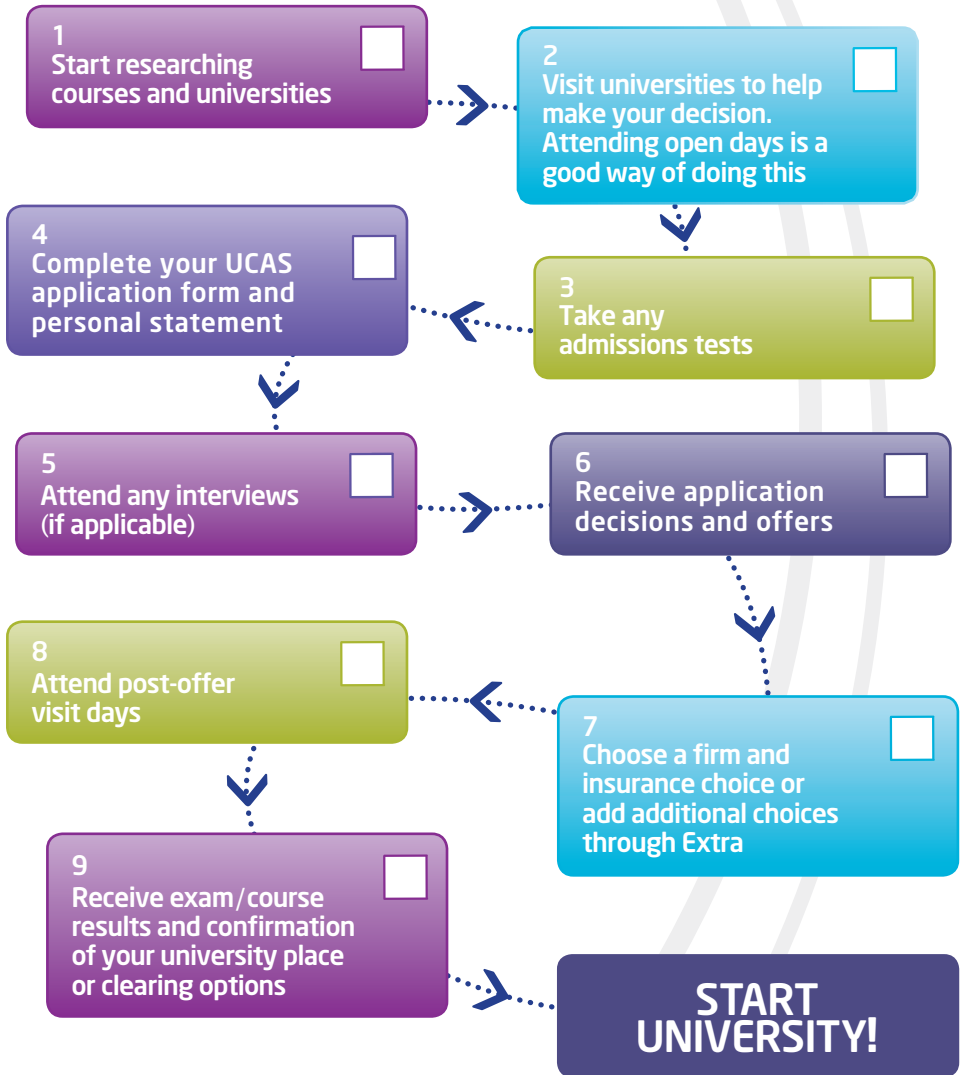 1
Start researching
courses and universities
2
Visit universities to help
make your decision.
Attending open days is a
good way of doing this
3
Take any
admissions tests
4
Complete your UCAS
application form and
personal statement
5
Attend any interviews
(if applicable)
6
Receive application
decisions and offers
7
Choose a firm and
insurance choice or
add additional choices
through Extra
8
Attend post-offer
visit days
9
Receive exam/course
results and confirmation
of your university place
or clearing options
START
UNIVERSITY!